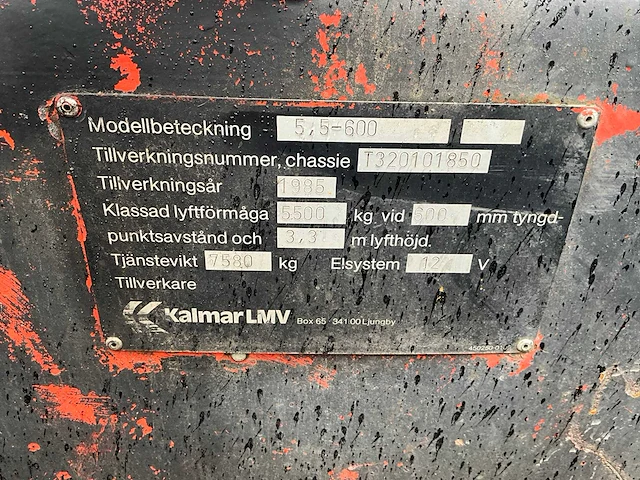 Modellbeteckning 5,5-600
Tillverkningsnummer, chassie T320101850
Tillverkningsår 1985
Klassad lyftförmåga 5500 kg vid 600 mm tyngd-
punktsavstånd och 3,3 m lyfthöjd.
Tjänstevikt 7580 kg Elsystem 12 V
Tillverkare
Kalmar LMV Box 65 · 341 00 Ljungby